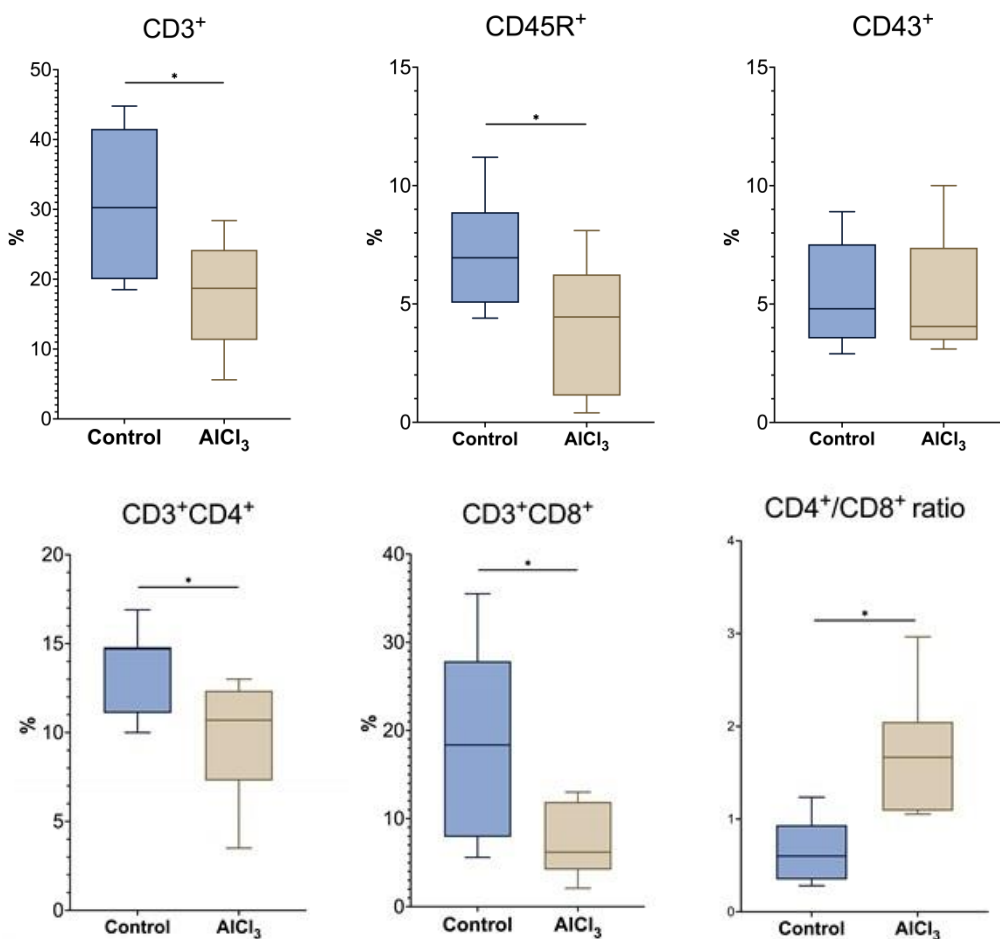 CD3⁺
50
40
30
20
10
0
%
*
Control
AlCl₃
CD45R⁺
15
10
5
0
%
*
Control
AlCl₃
CD43⁺
15
10
5
0
%
Control
AlCl₃
CD3⁺CD4⁺
20
15
10
5
0
%
*
Control
AlCl₃
CD3⁺CD8⁺
40
30
20
10
0
%
*
Control
AlCl₃
CD4⁺/CD8⁺ ratio
4
3
2
1
0
*
Control
AlCl₃